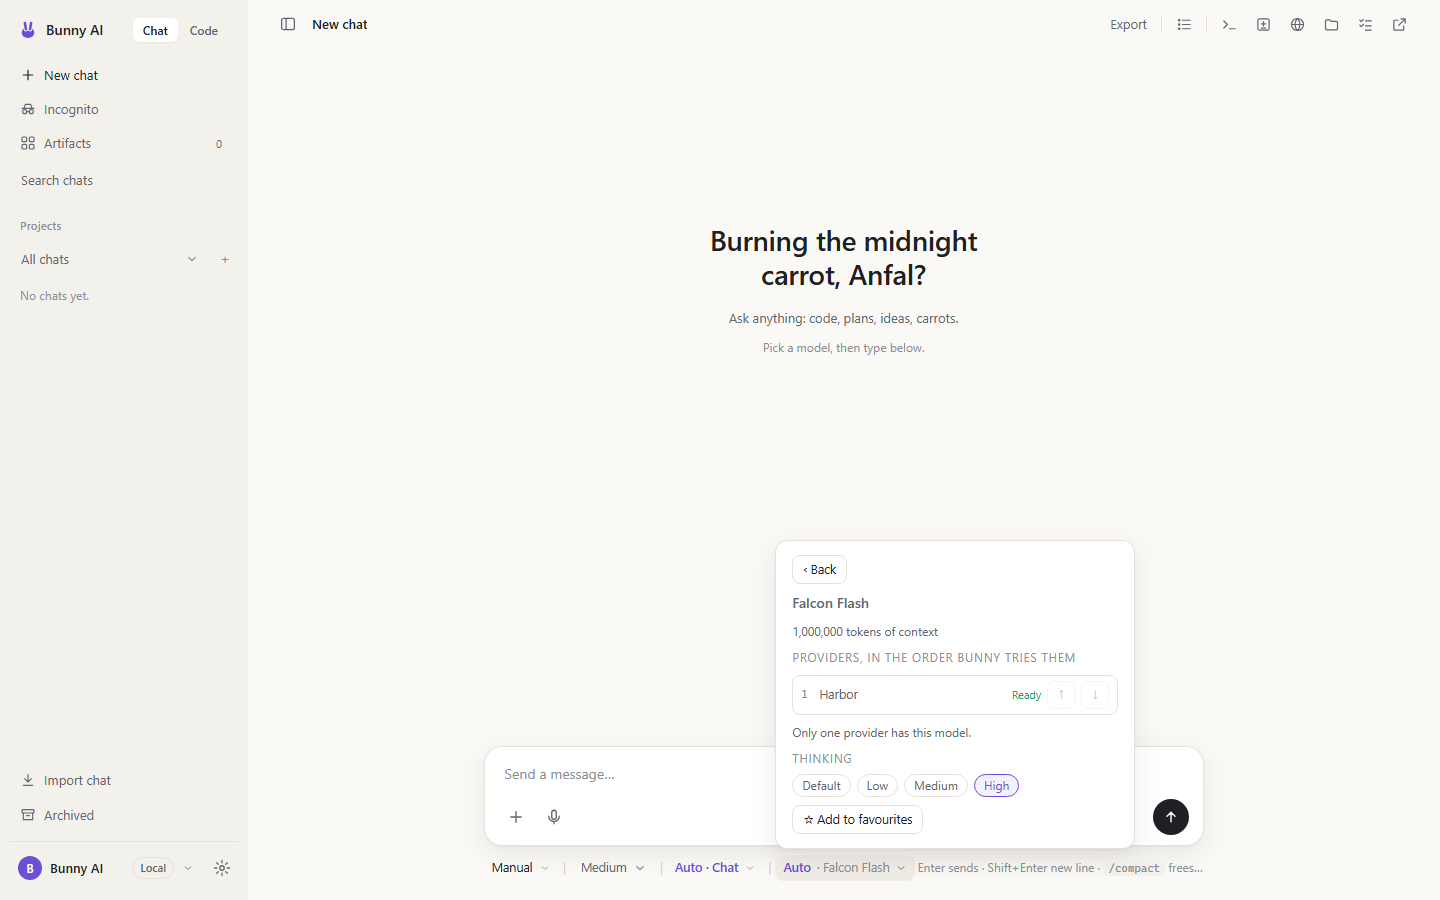 Bunny AI
Chat
Code
New chat
Incognito
Artifacts
0
Search chats
Projects
All chats
+
No chats yet.
Import chat
Archived
B
Bunny AI
Local
New chat
Export
Burning the midnight
carrot, Anfal?
Ask anything: code, plans, ideas, carrots.
Pick a model, then type below.
‹ Back
Falcon Flash
1,000,000 tokens of context
PROVIDERS, IN THE ORDER BUNNY TRIES THEM
1 Harbor Ready ↑ ↓
Only one provider has this model.
THINKING
Default Low Medium High
☆ Add to favourites
Send a message...
Manual | Medium | Auto · Chat | Auto · Falcon Flash Enter sends · Shift+Enter new line · /compact frees...